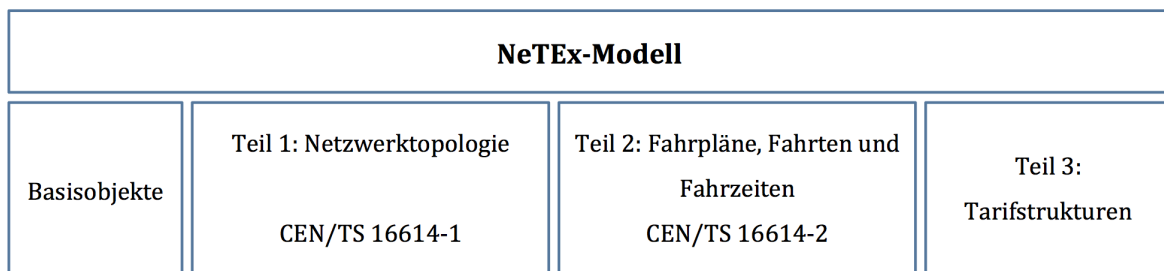 NeTEx-Modell
Basisobjekte
Teil 1: Netzwerktopologie
CEN/TS 16614-1
Teil 2: Fahrpläne, Fahrten und
Fahrzeiten
CEN/TS 16614-2
Teil 3:
Tarifstrukturen